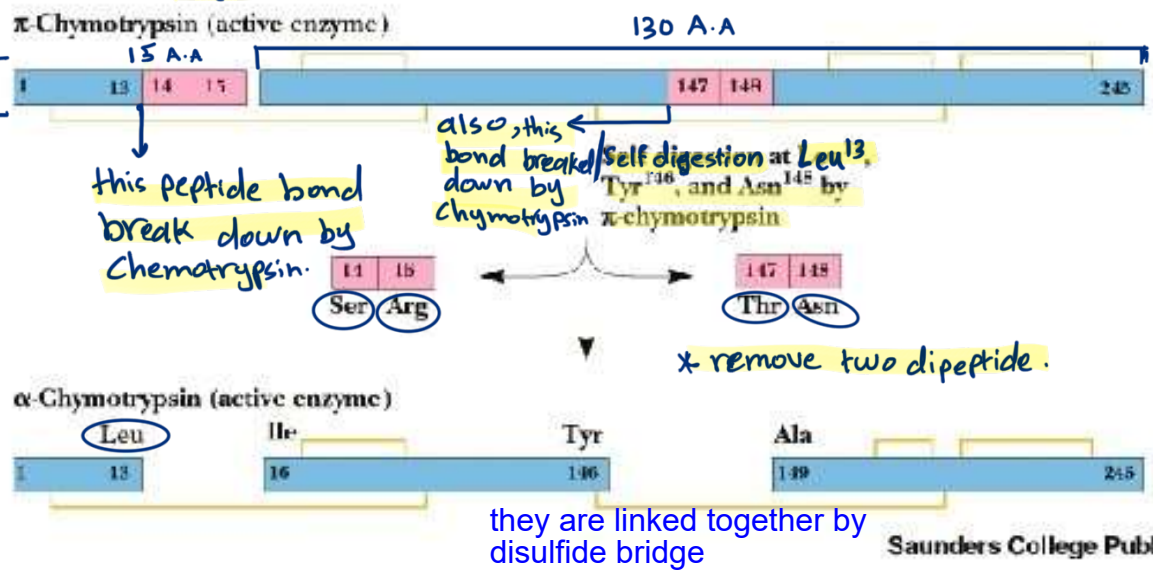 π-Chymotrypsin (active enzyme)
130 A.A
15 A.A
1 13 14 15 147 148 245
also, this
bond breaked
down by
chymotrypsin
/Self digestion at Leu¹³,
Tyr¹⁴⁶, and Asn¹⁴⁸ by
π-chymotrypsin
this peptide bond
break down by
Chemotrypsin.
14 15 147 148
Ser Arg Thr Asn
* remove two dipeptide.
α-Chymotrypsin (active enzyme)
Leu Ile Tyr Ala
1 13 16 146 149 245
they are linked together by
disulfide bridge
Saunders College Publ